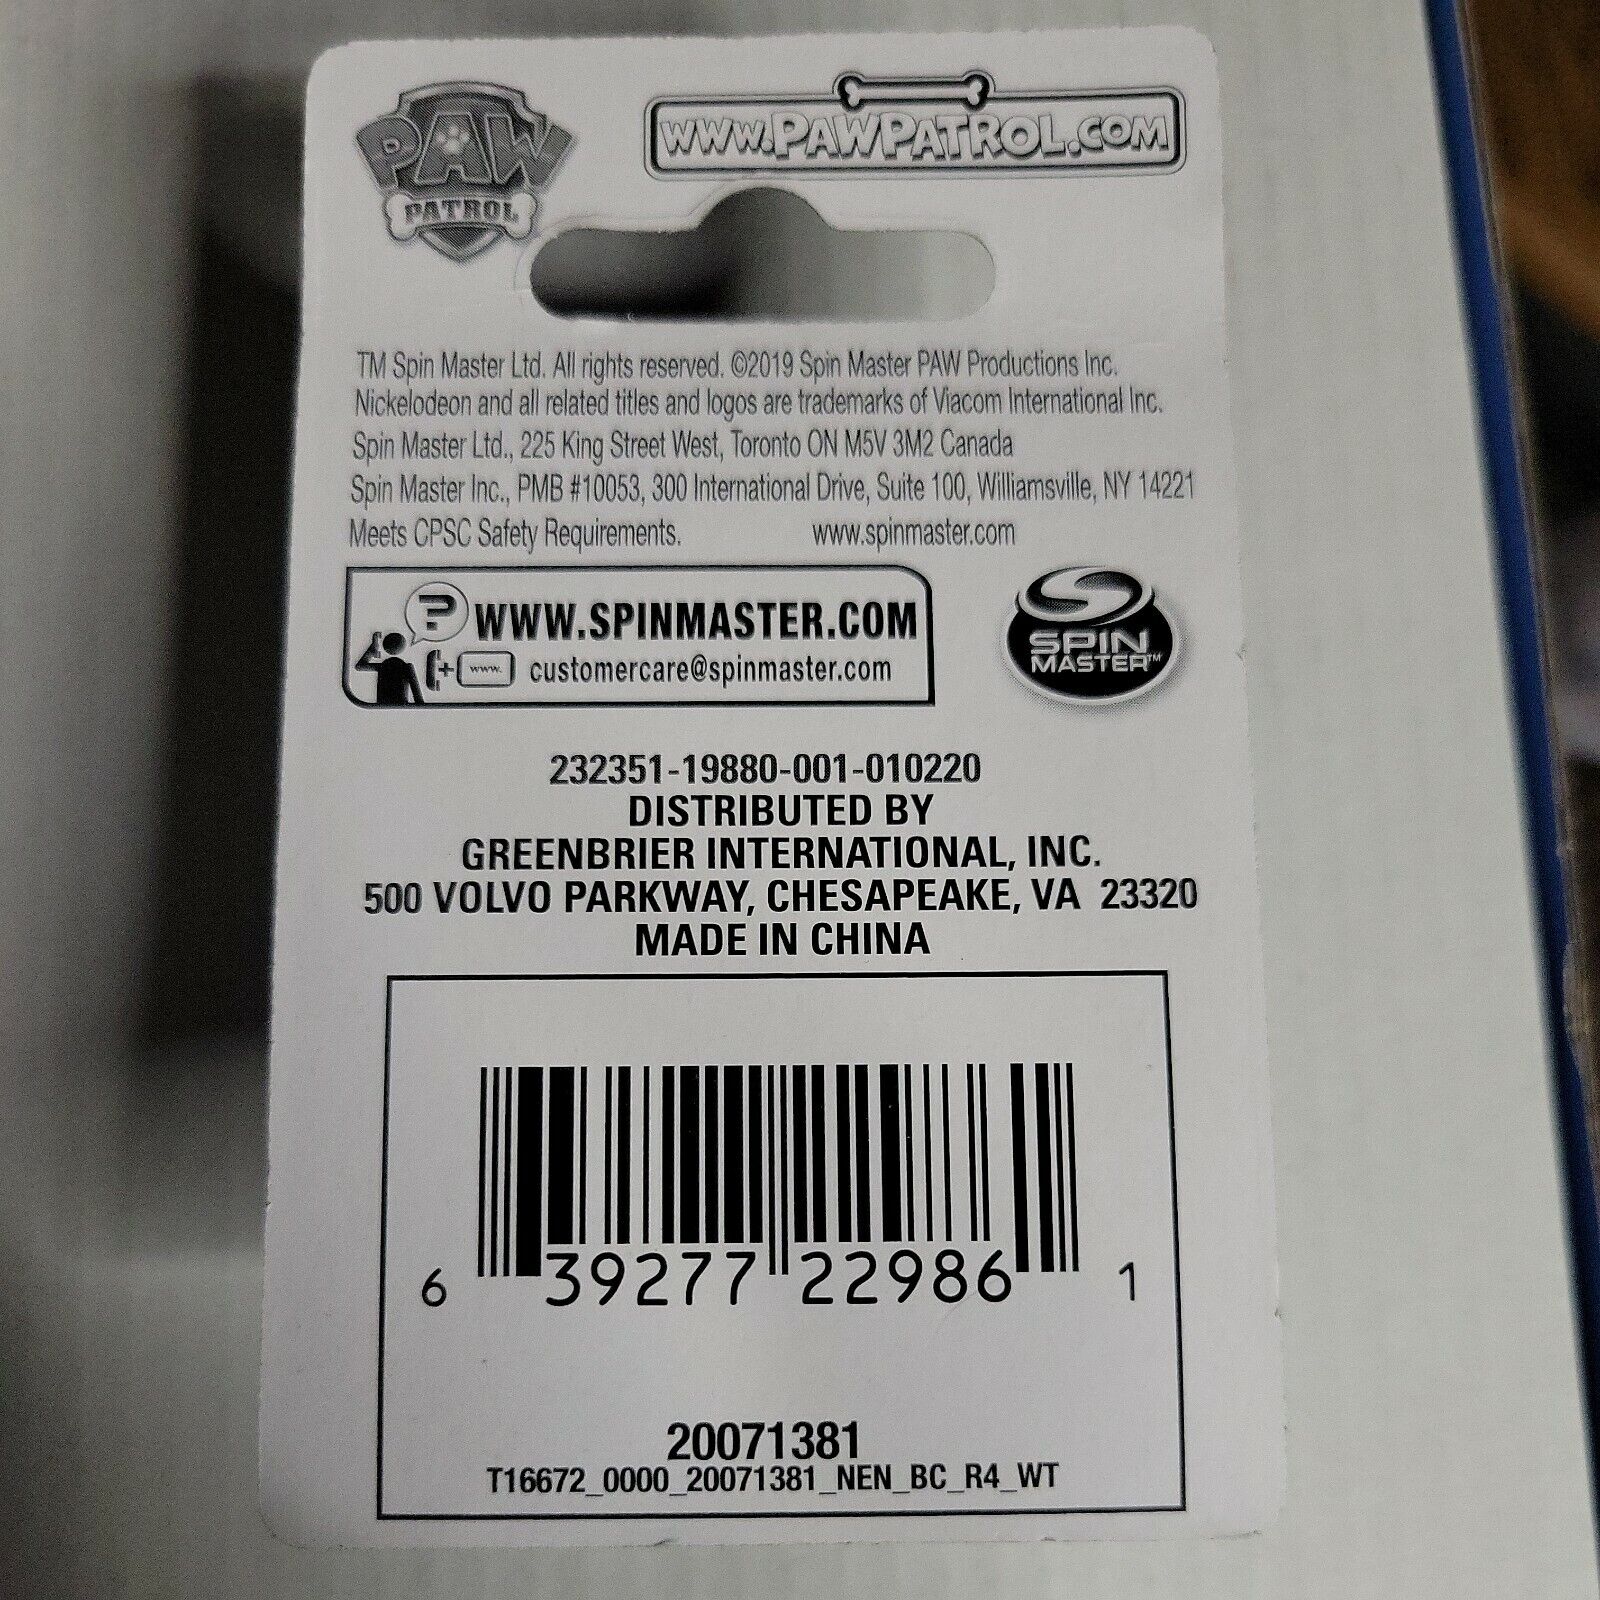 PAW
PATROL
www.PAWPATROL.COM
TM Spin Master Ltd. All rights reserved. ©2019 Spin Master PAW Productions Inc.
Nickelodeon and all related titles and logos are trademarks of Viacom International Inc.
Spin Master Ltd., 225 King Street West, Toronto ON M5V 3M2 Canada
Spin Master Inc., PMB #10053, 300 International Drive, Suite 100, Williamsville, NY 14221
Meets CPSC Safety Requirements. www.spinmaster.com
? WWW.SPINMASTER.COM
+ www. customercare@spinmaster.com
SPIN
MASTER™
232351-19880-001-010220
DISTRIBUTED BY
GREENBRIER INTERNATIONAL, INC.
500 VOLVO PARKWAY, CHESAPEAKE, VA 23320
MADE IN CHINA
6 39277 22986 1
20071381
T16672_0000_20071381_NEN_BC_R4_WT